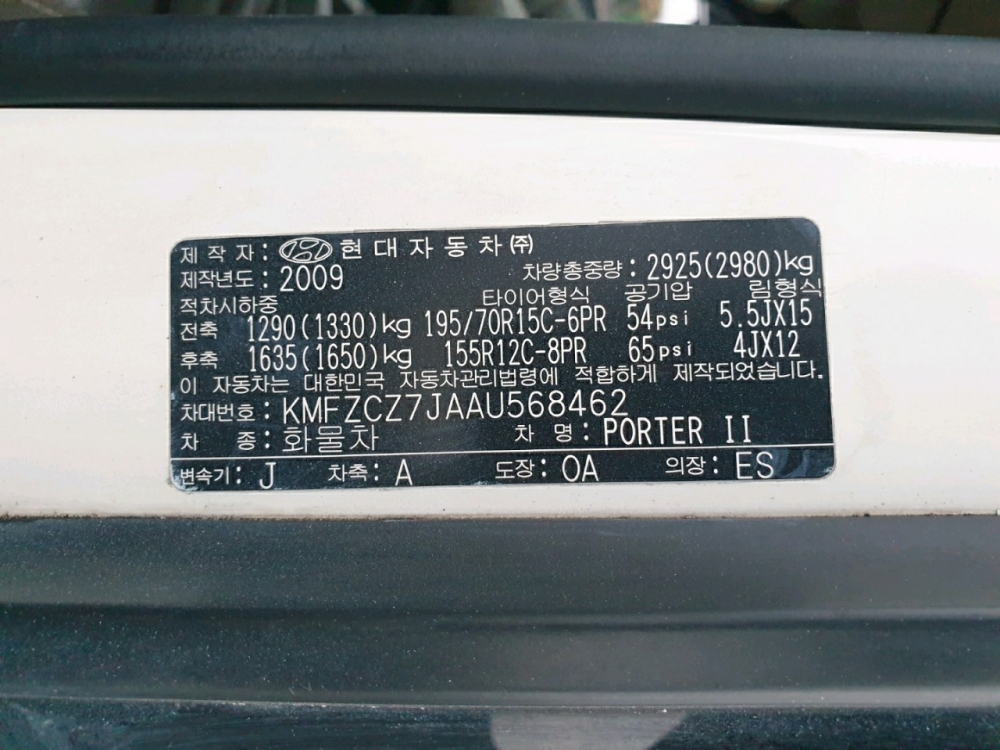 제 작 자 : 현 대 자 동 차 ㈜
제작년도 : 2009 차량총중량 : 2925(2980)kg
적차시하중 타이어형식 공기압 림형식
전축 1290(1330)kg 195/70R15C-6PR 54psi 5.5JX15
후축 1635(1650)kg 155R12C-8PR 65psi 4JX12
이 자동차는 대한민국 자동차관리법령에 적합하게 제작되었습니다.
차대번호 : KMFZCZ7JAAU568462
차 종 : 화물차 차 명 : PORTER II
변속기 : J 차축 : A 도장 : OA 의장 : ES